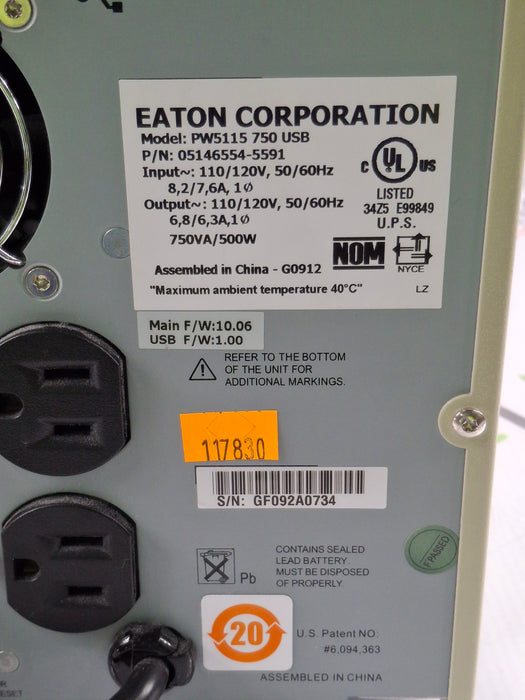 EATON CORPORATION
Model: PW5115 750 USB
P/N: 05146554-5591
Input~: 110/120V, 50/60Hz
8,2/7,6A, 1ø
Output~: 110/120V, 50/60Hz
6,8/6,3A,1ø
750VA/500W
C UL US
LISTED
34Z5 E99849
U.P.S.
NOM
NYCE
Assembled in China - G0912
"Maximum ambient temperature 40°C"
LZ
Main F/W:10.06
USB F/W:1.00
REFER TO THE BOTTOM
OF THE UNIT FOR
ADDITIONAL MARKINGS.
117830
S/N: GF092A0734
PASSED
Pb
CONTAINS SEALED
LEAD BATTERY.
MUST BE DISPOSED
OF PROPERLY.
20
U.S. Patent NO:
#6,094,363
ASSEMBLED IN CHINA